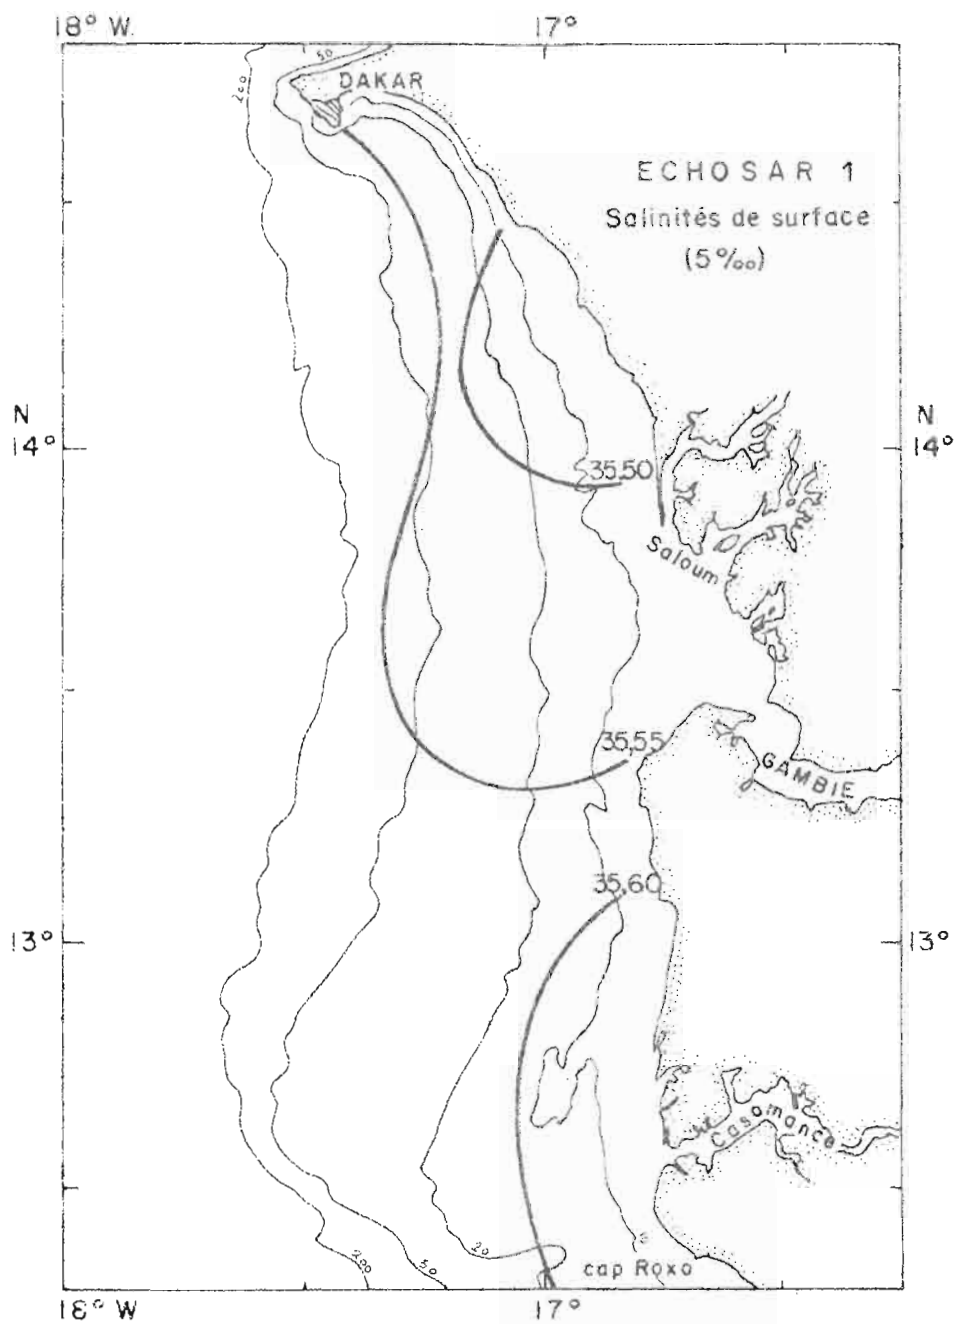 18° W.
17°
50
200
DAKAR
ECHOSAR 1
Salinités de surface
(S‰)
N
14°
N
14°
35,50
Saloum
35,55
GAMBIE
35,60
13°
13°
Casamance
200
50
20
cap Roxo
18° W
17°